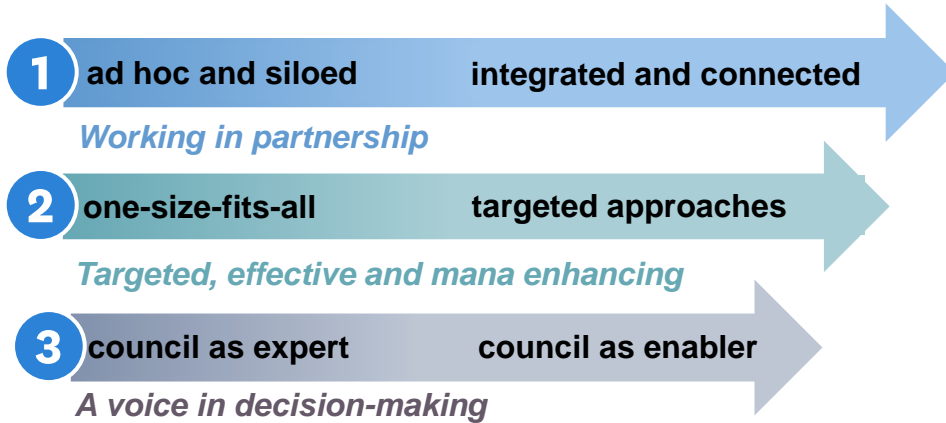 1 ad hoc and siloed integrated and connected
Working in partnership
2 one-size-fits-all targeted approaches
Targeted, effective and mana enhancing
3 council as expert council as enabler
A voice in decision-making